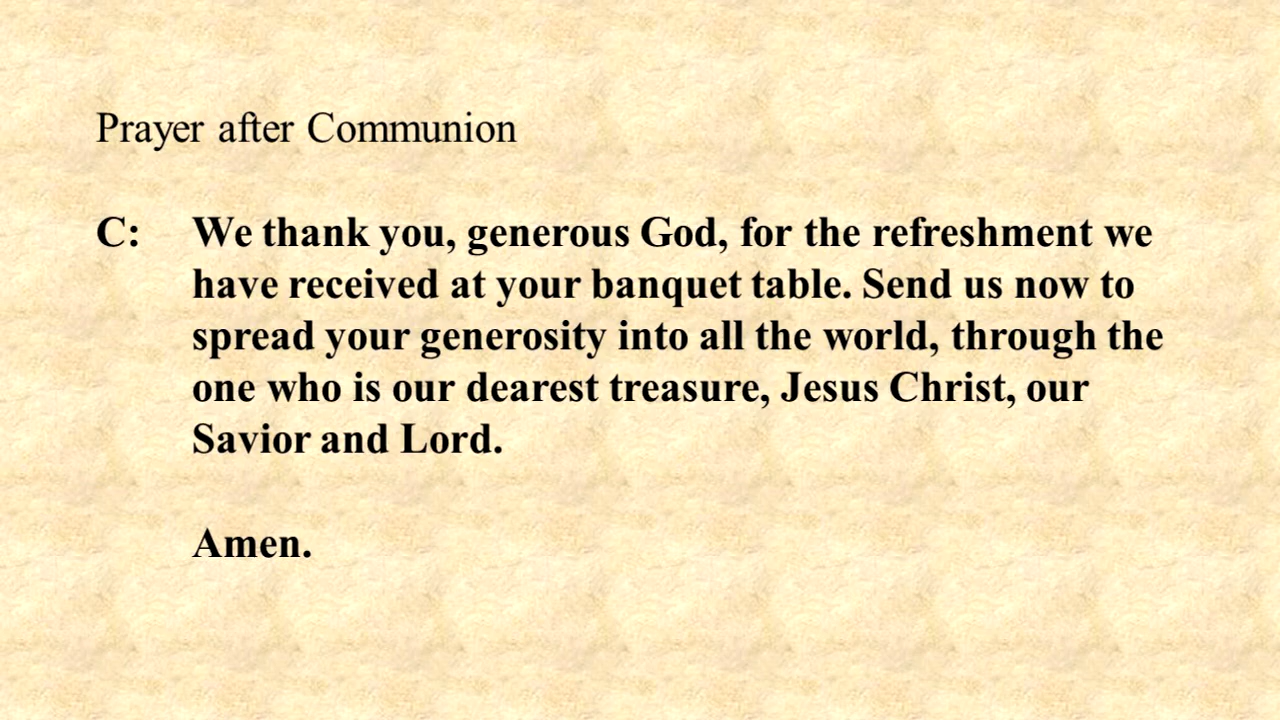 Prayer after Communion
C: We thank you, generous God, for the refreshment we
have received at your banquet table. Send us now to
spread your generosity into all the world, through the
one who is our dearest treasure, Jesus Christ, our
Savior and Lord.
Amen.